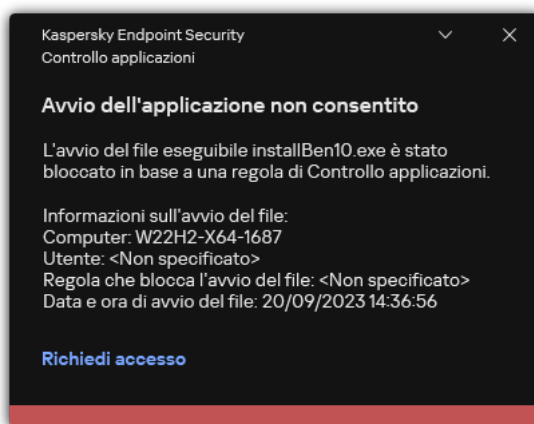 Kaspersky Endpoint Security
Controllo applicazioni
Avvio dell'applicazione non consentito
L'avvio del file eseguibile installBen10.exe è stato
bloccato in base a una regola di Controllo applicazioni.
Informazioni sull'avvio del file:
Computer: W22H2-X64-1687
Utente: <Non specificato>
Regola che blocca l'avvio del file: <Non specificato>
Data e ora di avvio del file: 20/09/2023 14:36:56
Richiedi accesso